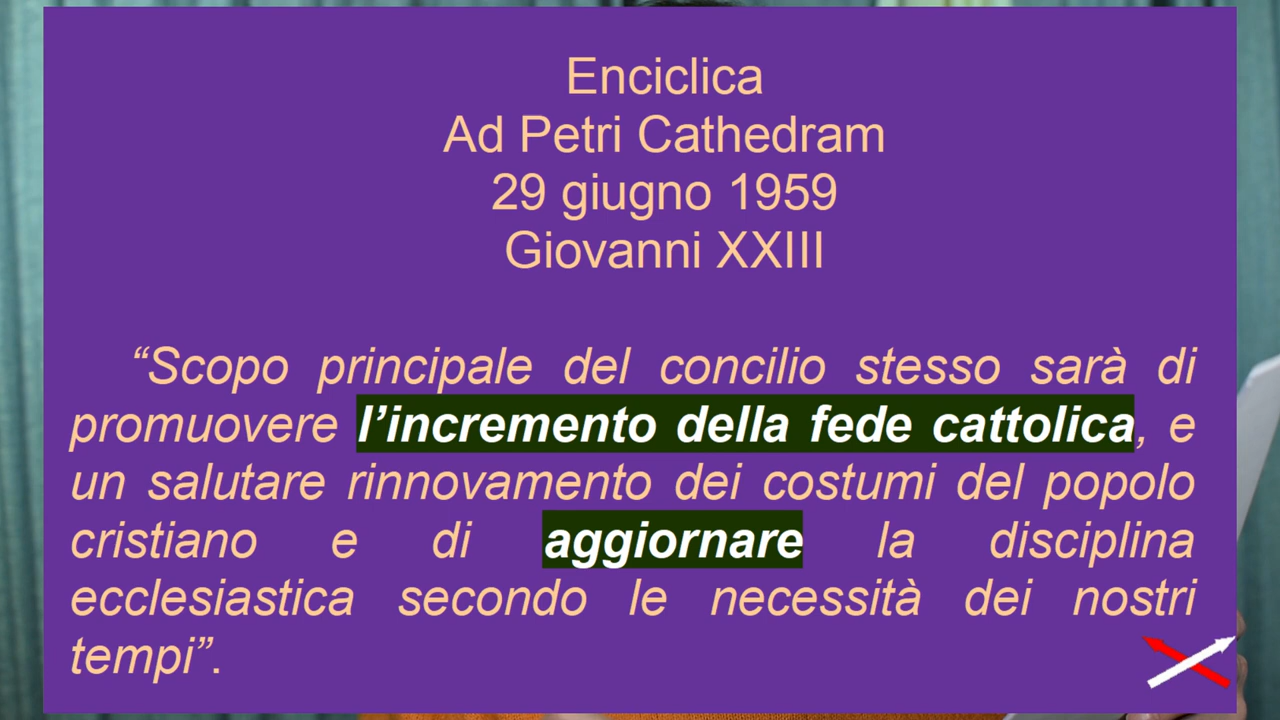 Enciclica
Ad Petri Cathedram
29 giugno 1959
Giovanni XXIII
“Scopo principale del concilio stesso sarà di
promuovere l’incremento della fede cattolica, e
un salutare rinnovamento dei costumi del popolo
cristiano e di aggiornare la disciplina
ecclesiastica secondo le necessità dei nostri
tempi”.